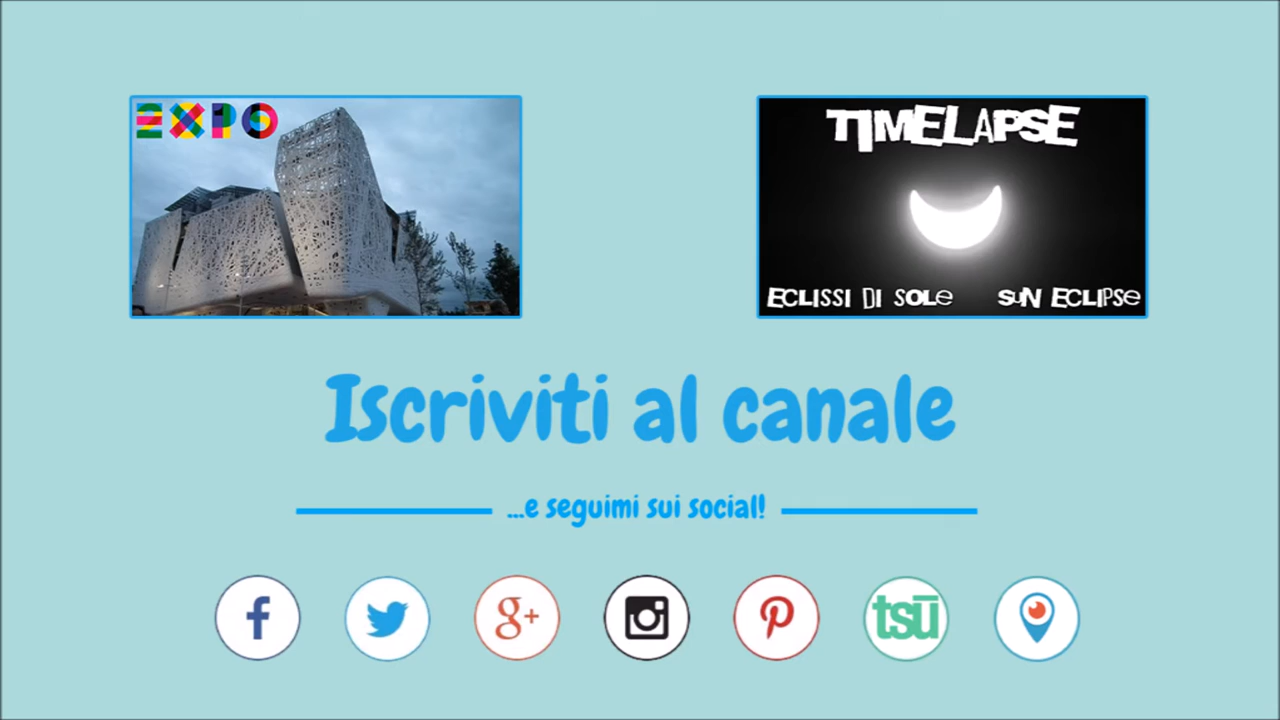 EXPO
TIMELAPSE
ECLISSI DI SOLE SUN ECLIPSE
Iscriviti al canale
...e seguimi sui social!
f g+ p tsū